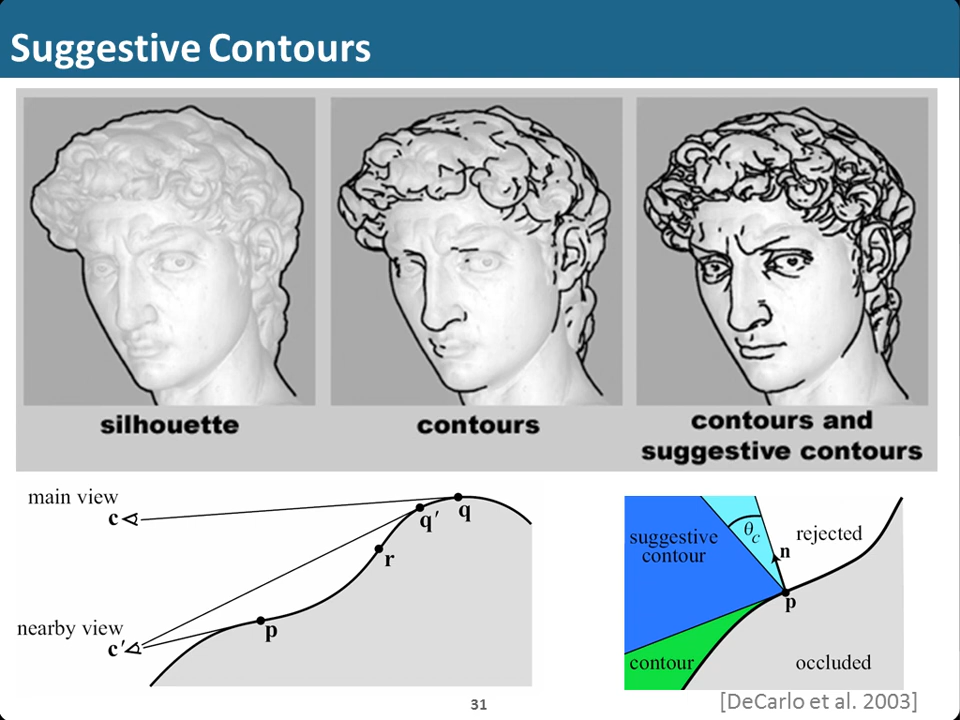 Suggestive Contours
silhouette
contours
contours and
suggestive contours
main view
c
q′
q
r
nearby view
c′
p
suggestive
contour
θc
rejected
n
p
contour
occluded
31
[DeCarlo et al. 2003]